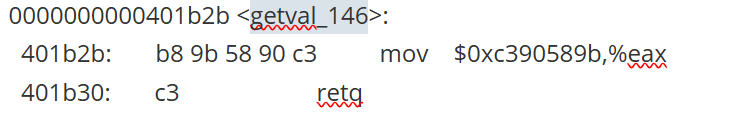 0000000000401b2b <getval_146>:
401b2b: b8 9b 58 90 c3 mov $0xc390589b,%eax
401b30: c3 retq